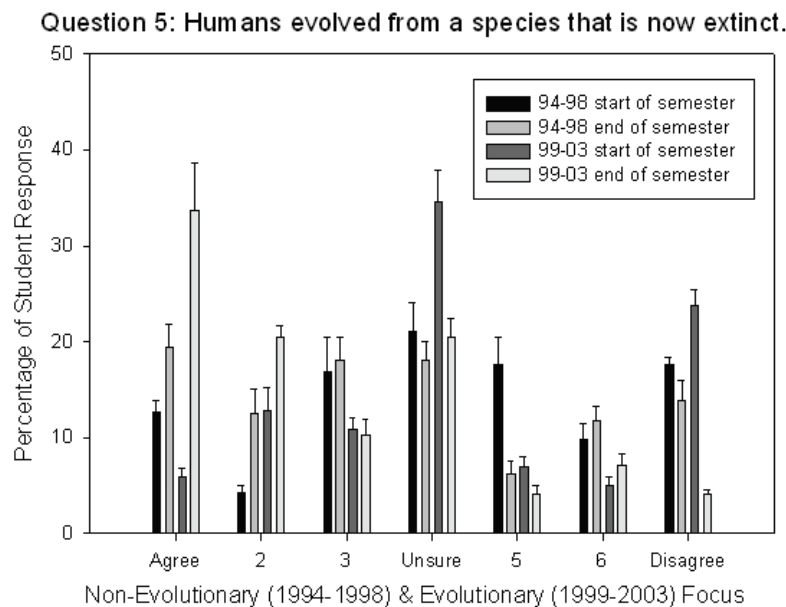 Question 5: Humans evolved from a species that is now extinct.
50
40
30
20
10
0
Percentage of Student Response
94-98 start of semester
94-98 end of semester
99-03 start of semester
99-03 end of semester
Agree 2 3 Unsure 5 6 Disagree
Non-Evolutionary (1994-1998) & Evolutionary (1999-2003) Focus